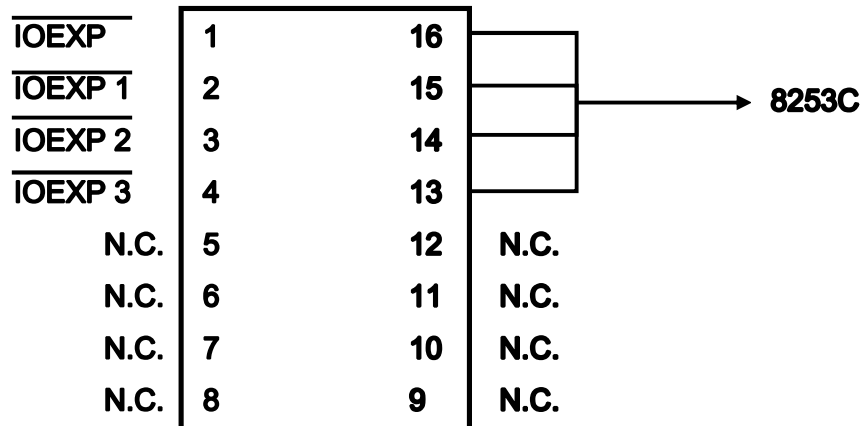 IOEXP 1 16
IOEXP 1 2 15 8253C
IOEXP 2 3 14
IOEXP 3 4 13
N.C. 5 12 N.C.
N.C. 6 11 N.C.
N.C. 7 10 N.C.
N.C. 8 9 N.C.